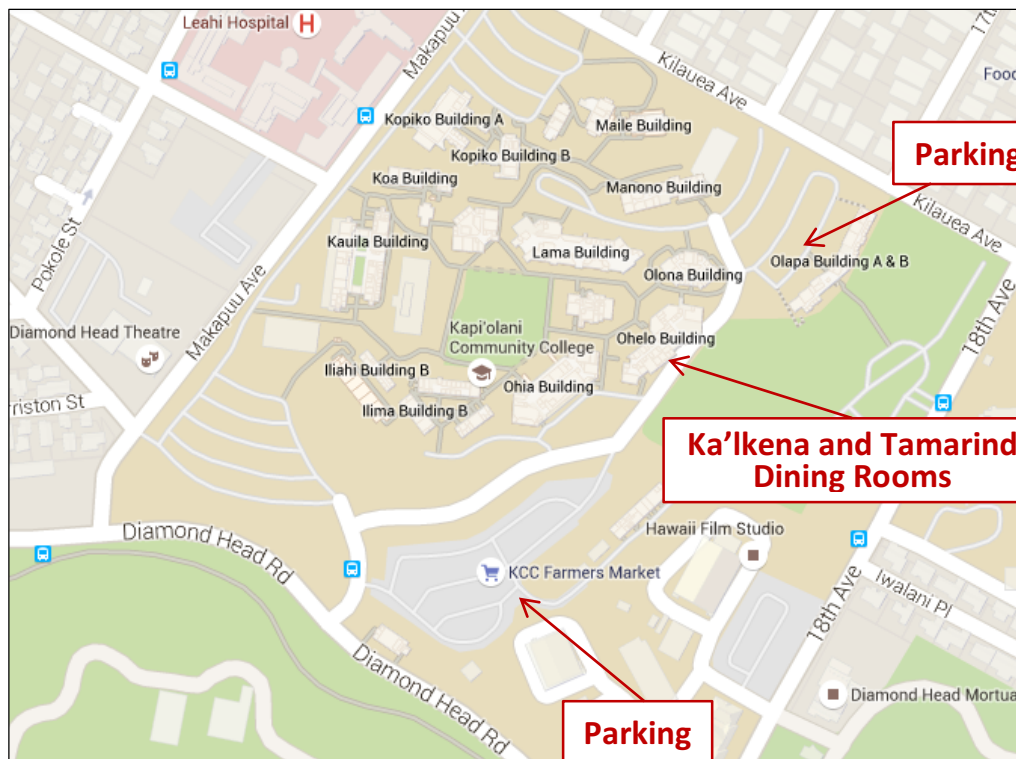 Leahi Hospital
H
Makapuu Ave
17th
Kilauea Ave
Food
Parking
Kopiko Building A
Maile Building
Kopiko Building B
Koa Building
Manono Building
Kilauea Ave
Pokole St
Kauila Building
Lama Building
Olona Building
Olapa Building A & B
Makapuu Ave
18th Ave
Diamond Head Theatre
Kapi'olani
Community College
Ohelo Building
Iliahi Building B
Ohia Building
rriston St
Ilima Building B
Ka'Ikena and Tamarind
Dining Rooms
Diamond Head Rd
Hawaii Film Studio
KCC Farmers Market
Iwalani Pl
18th Ave
Diamond Head Rd
Diamond Head Mortua
Parking